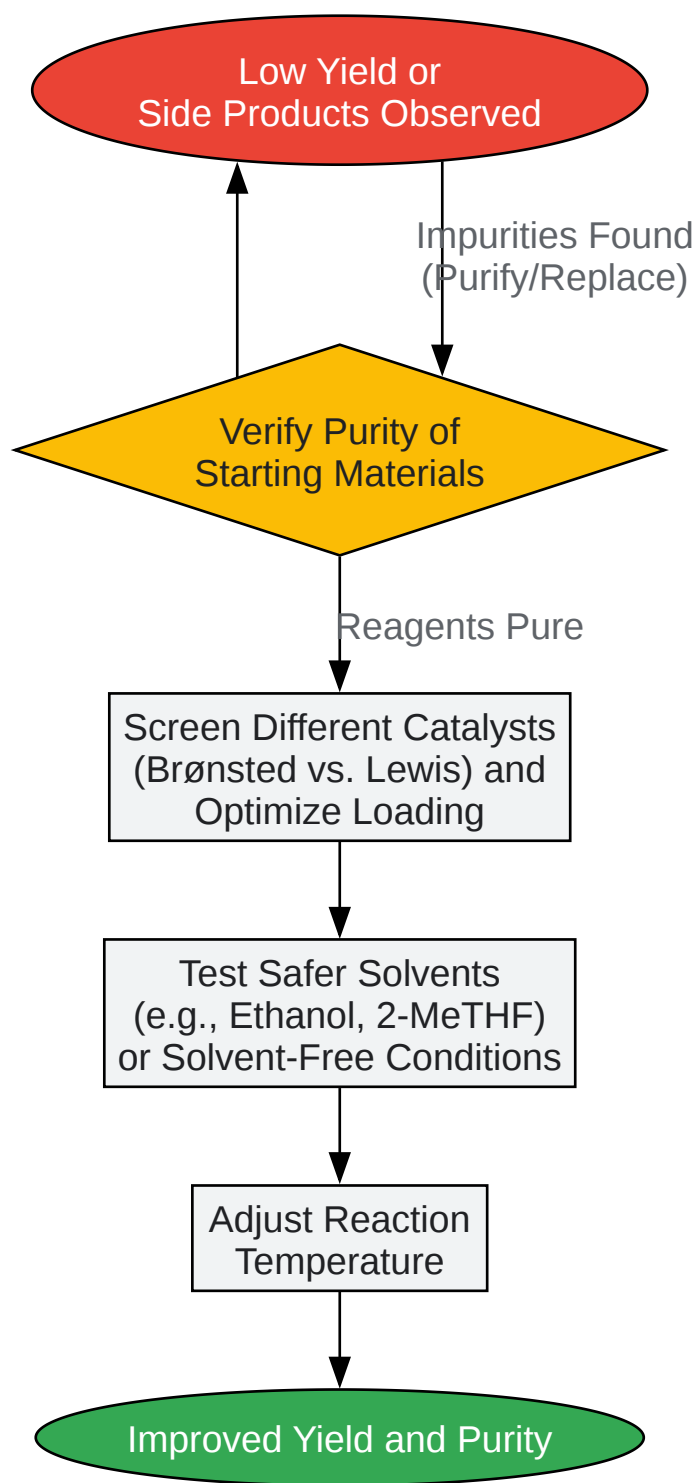 Low Yield or
Side Products Observed
Impurities Found
(Purify/Replace)
Verify Purity of
Starting Materials
Reagents Pure
Screen Different Catalysts
(Brønsted vs. Lewis) and
Optimize Loading
Test Safer Solvents
(e.g., Ethanol, 2-MeTHF)
or Solvent-Free Conditions
Adjust Reaction
Temperature
Improved Yield and Purity